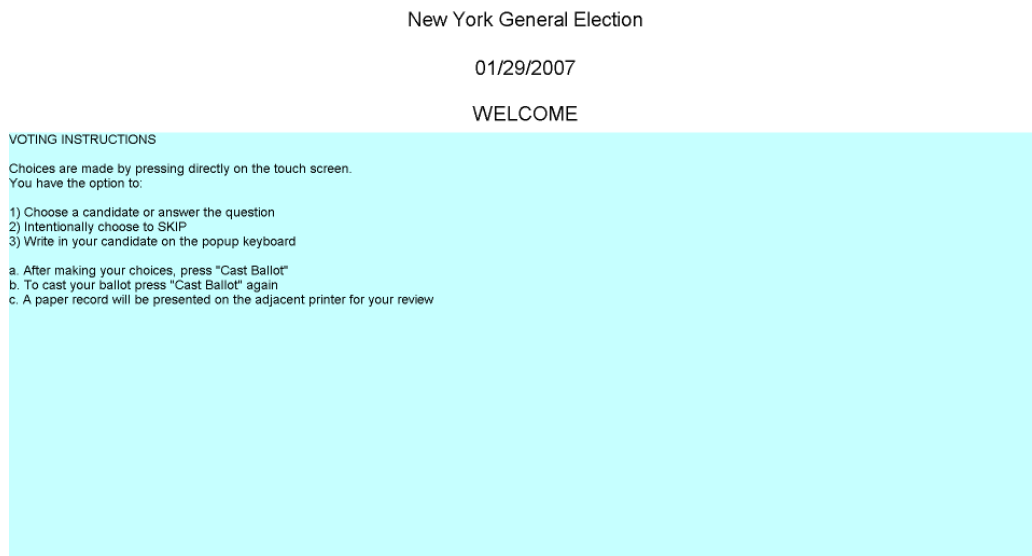 New York General Election
01/29/2007
WELCOME
VOTING INSTRUCTIONS
Choices are made by pressing directly on the touch screen.
You have the option to:
1) Choose a candidate or answer the question
2) Intentionally choose to SKIP
3) Write in your candidate on the popup keyboard
a. After making your choices, press "Cast Ballot"
b. To cast your ballot press "Cast Ballot" again
c. A paper record will be presented on the adjacent printer for your review